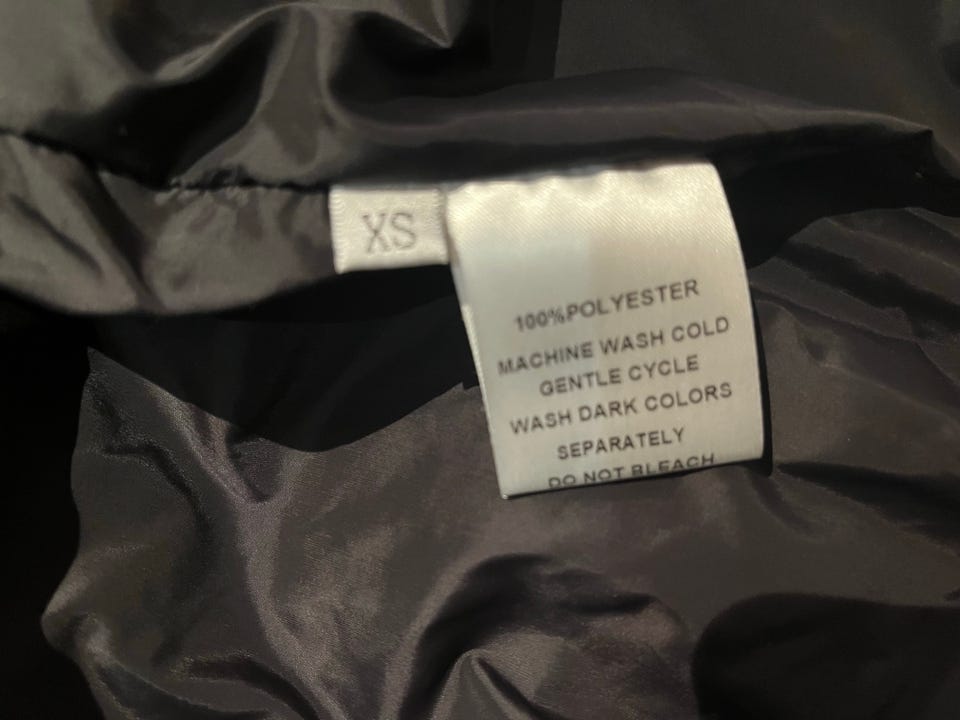 XS
100%POLYESTER
MACHINE WASH COLD
GENTLE CYCLE
WASH DARK COLORS
SEPARATELY
DO NOT BLEACH